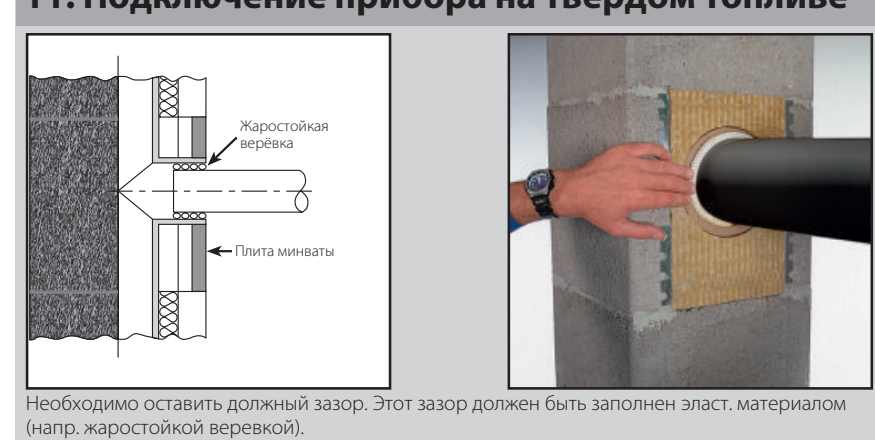 11. Подключение прибора на твердом топливе
Жаростойкая
верёвка
Плита минваты
Необходимо оставить должный зазор. Этот зазор должен быть заполнен эласт. материалом
(напр. жаростойкой веревкой).